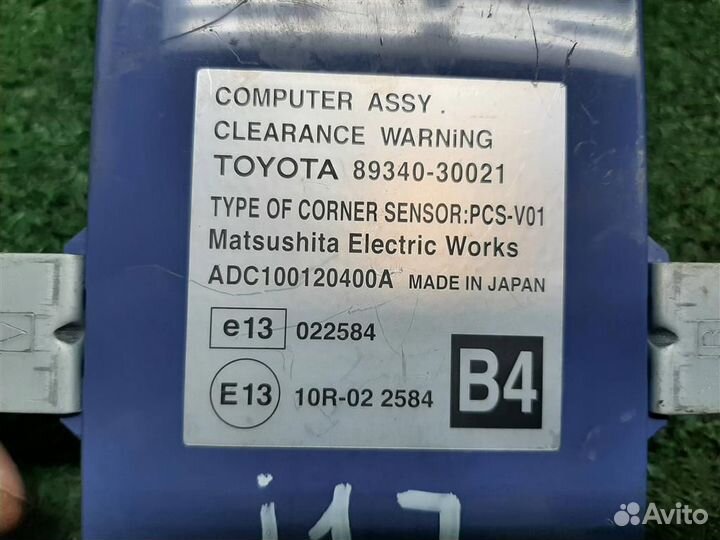 COMPUTER ASSY.
CLEARANCE WARNiNG
TOYOTA 89340-30021
TYPE OF CORNER SENSOR:PCS-V01
Matsushita Electric Works
ADC100120400A MADE IN JAPAN
e13 022584
E13 10R-02 2584 B4
i17
Avito